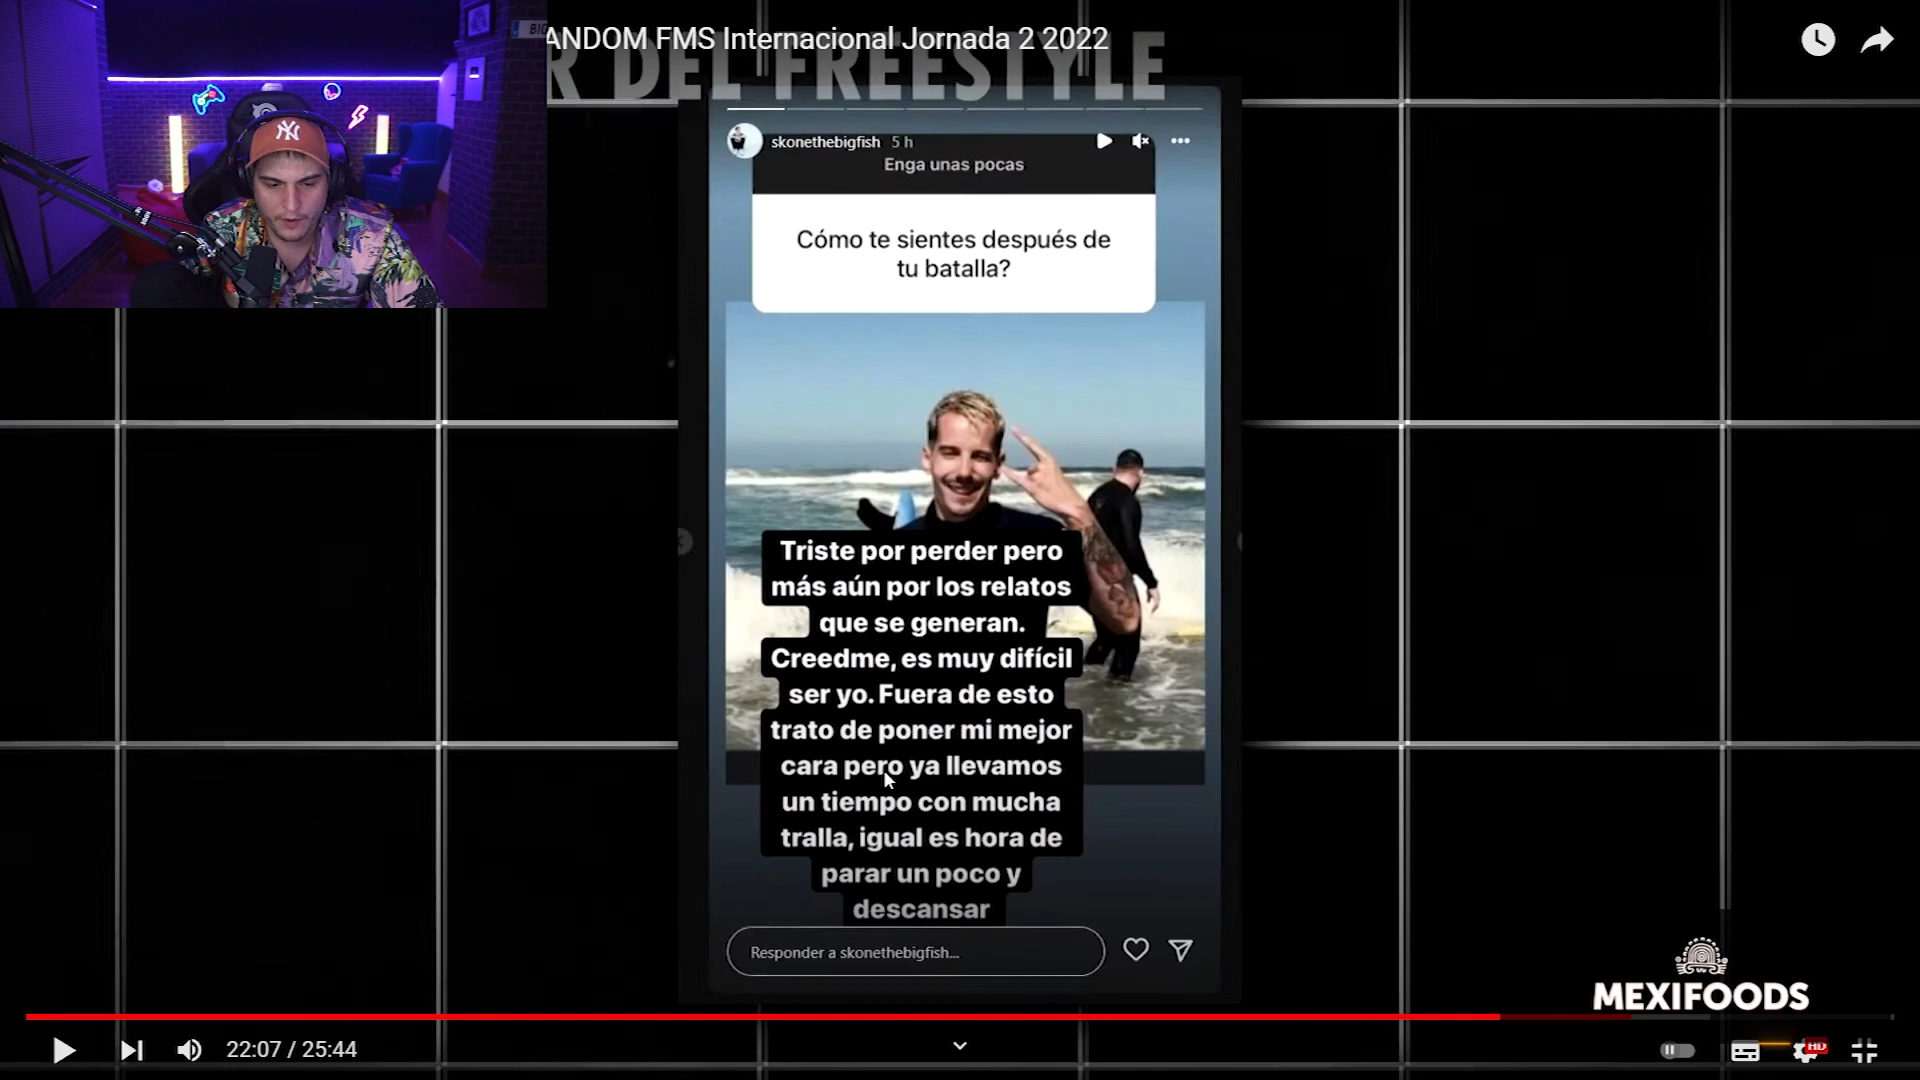 ANDOM FMS Internacional Jornada 2 2022
R DEL FREESTYLE
BIG
NY
skonethebigfish 5 h
Enga unas pocas
Cómo te sientes después de
tu batalla?
Triste por perder pero
más aún por los relatos
que se generan.
Creedme, es muy difícil
ser yo. Fuera de esto
trato de poner mi mejor
cara pero ya llevamos
un tiempo con mucha
tralla, igual es hora de
parar un poco y
descansar
Responder a skonethebigfish...
MEXIFOODS
22:07 / 25:44
HD